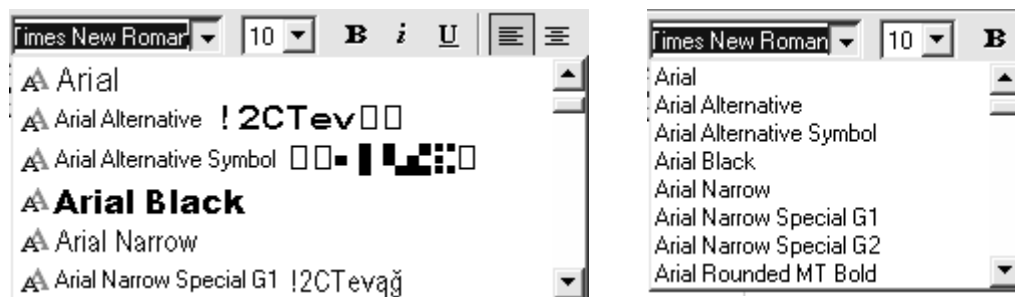 Times New Roman 10 B i U
Arial
Arial Alternative !2CTev
Arial Alternative Symbol
Arial Black
Arial Narrow
Arial Narrow Special G1 !2CTevąğ
Times New Roman 10 B
Arial
Arial Alternative
Arial Alternative Symbol
Arial Black
Arial Narrow
Arial Narrow Special G1
Arial Narrow Special G2
Arial Rounded MT Bold